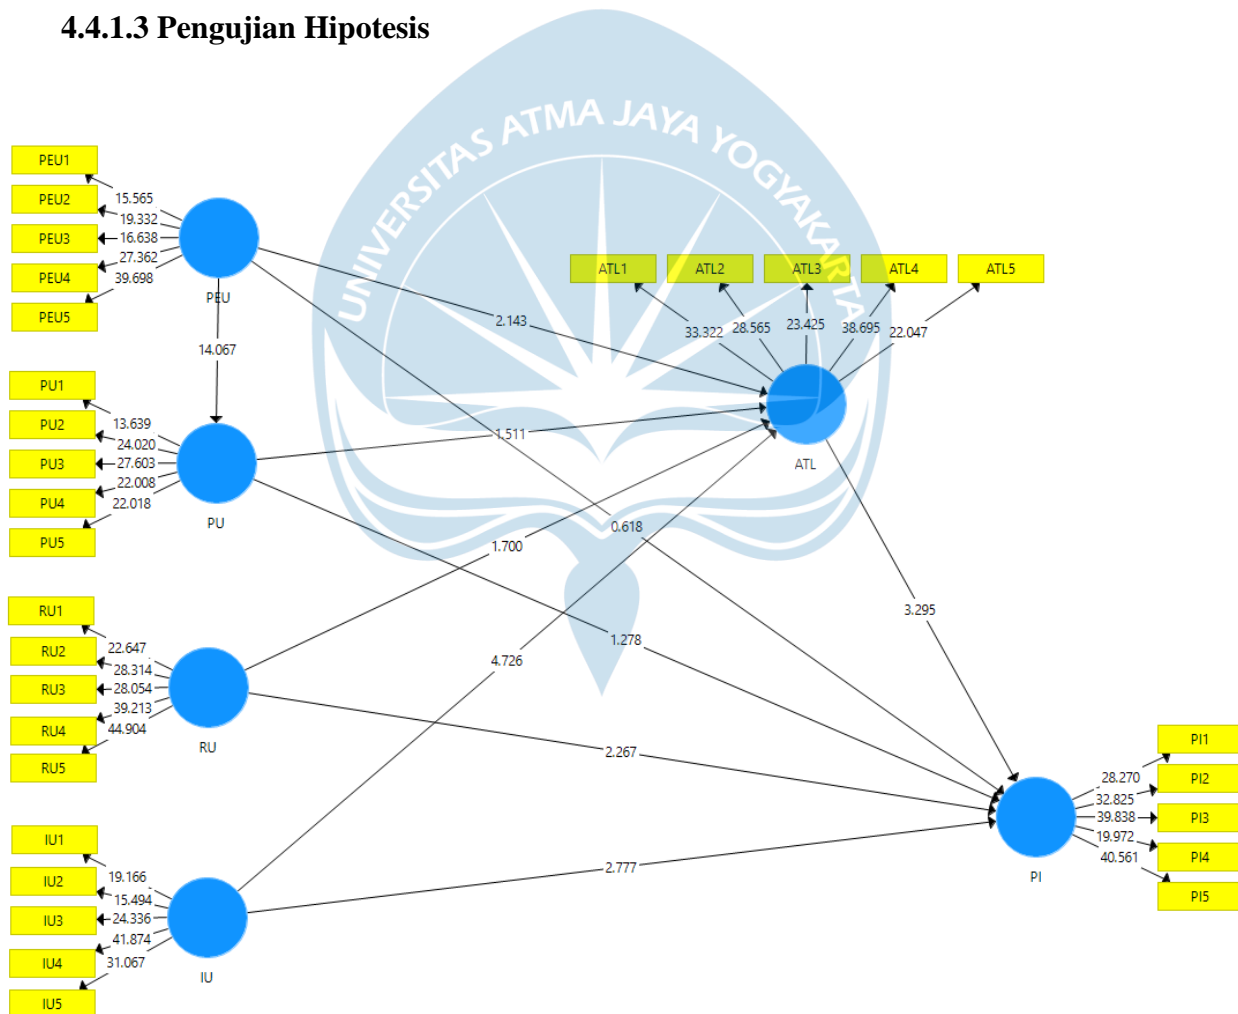 4.4.1.3 Pengujian Hipotesis
UNIVERSITAS ATMA JAYA YOGYAKARTA
PEU1
PEU2
PEU3
PEU4
PEU5
15.565
19.332
16.638
27.362
39.698
PEU
14.067
PU1
PU2
PU3
PU4
PU5
13.639
24.020
27.603
22.008
22.018
PU
RU1
RU2
RU3
RU4
RU5
22.647
28.314
28.054
39.213
44.904
RU
IU1
IU2
IU3
IU4
IU5
19.166
15.494
24.336
41.874
31.067
IU
ATL1
ATL2
ATL3
ATL4
ATL5
33.322
28.565
23.425
38.695
22.047
ATL
2.143
1.511
0.618
1.700
1.278
4.726
2.267
2.777
3.295
PI1
PI2
PI3
PI4
PI5
28.270
32.825
39.838
19.972
40.561
PI